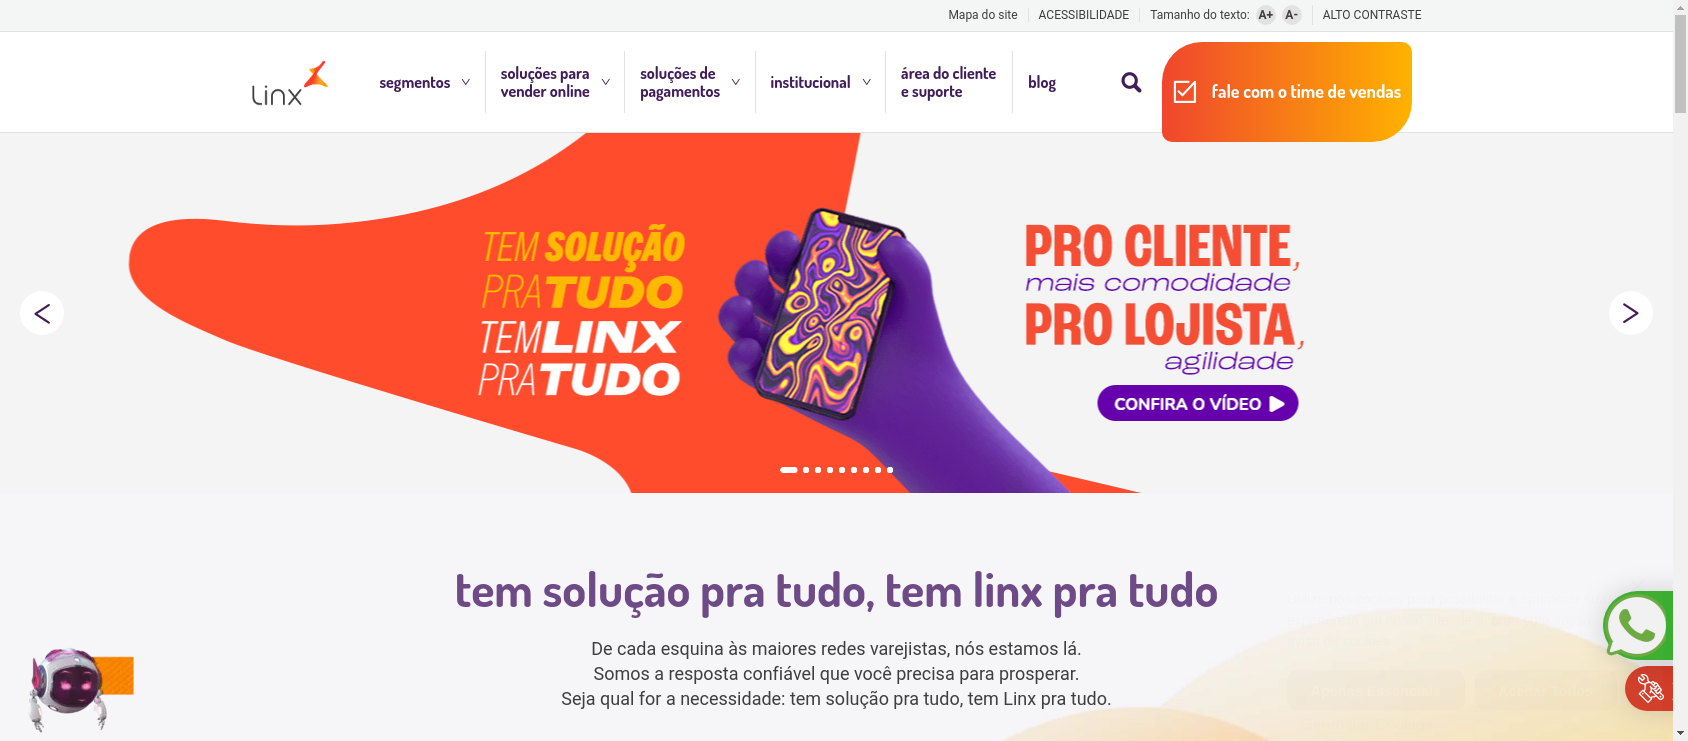 Mapa do site
ACESSIBILIDADE
Tamanho do texto:
A+
A-
ALTO CONTRASTE
Linx
segmentos
soluções para
vender online
soluções de
pagamentos
institucional
área do cliente
e suporte
blog
fale com o time de vendas
TEM SOLUÇÃO
PRA TUDO
TEM LINX
PRA TUDO
PRO CLIENTE,
mais comodidade
PRO LOJISTA,
agilidade
CONFIRA O VÍDEO
tem solução pra tudo, tem linx pra tudo
De cada esquina às maiores redes varejistas, nós estamos lá.
Somos a resposta confiável que você precisa para prosperar.
Seja qual for a necessidade: tem solução pra tudo, tem Linx pra tudo.